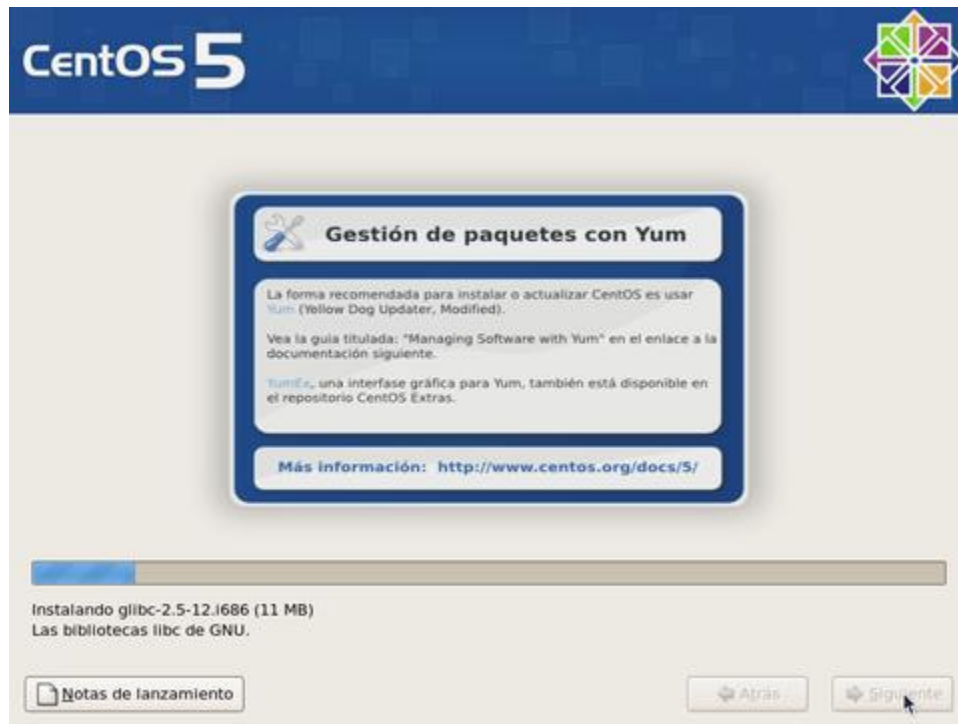 CentOS 5
Gestión de paquetes con Yum
La forma recomendada para instalar o actualizar CentOS es usar
Yum (Yellow Dog Updater, Modified).
Vea la guía titulada: "Managing Software with Yum" en el enlace a la
documentación siguiente.
YumEx, una interfase gráfica para Yum, también está disponible en
el repositorio CentOS Extras.
Más información: http://www.centos.org/docs/5/
Instalando glibc-2.5-12.i686 (11 MB)
Las bibliotecas libc de GNU.
Notas de lanzamiento
Atrás
Siguiente